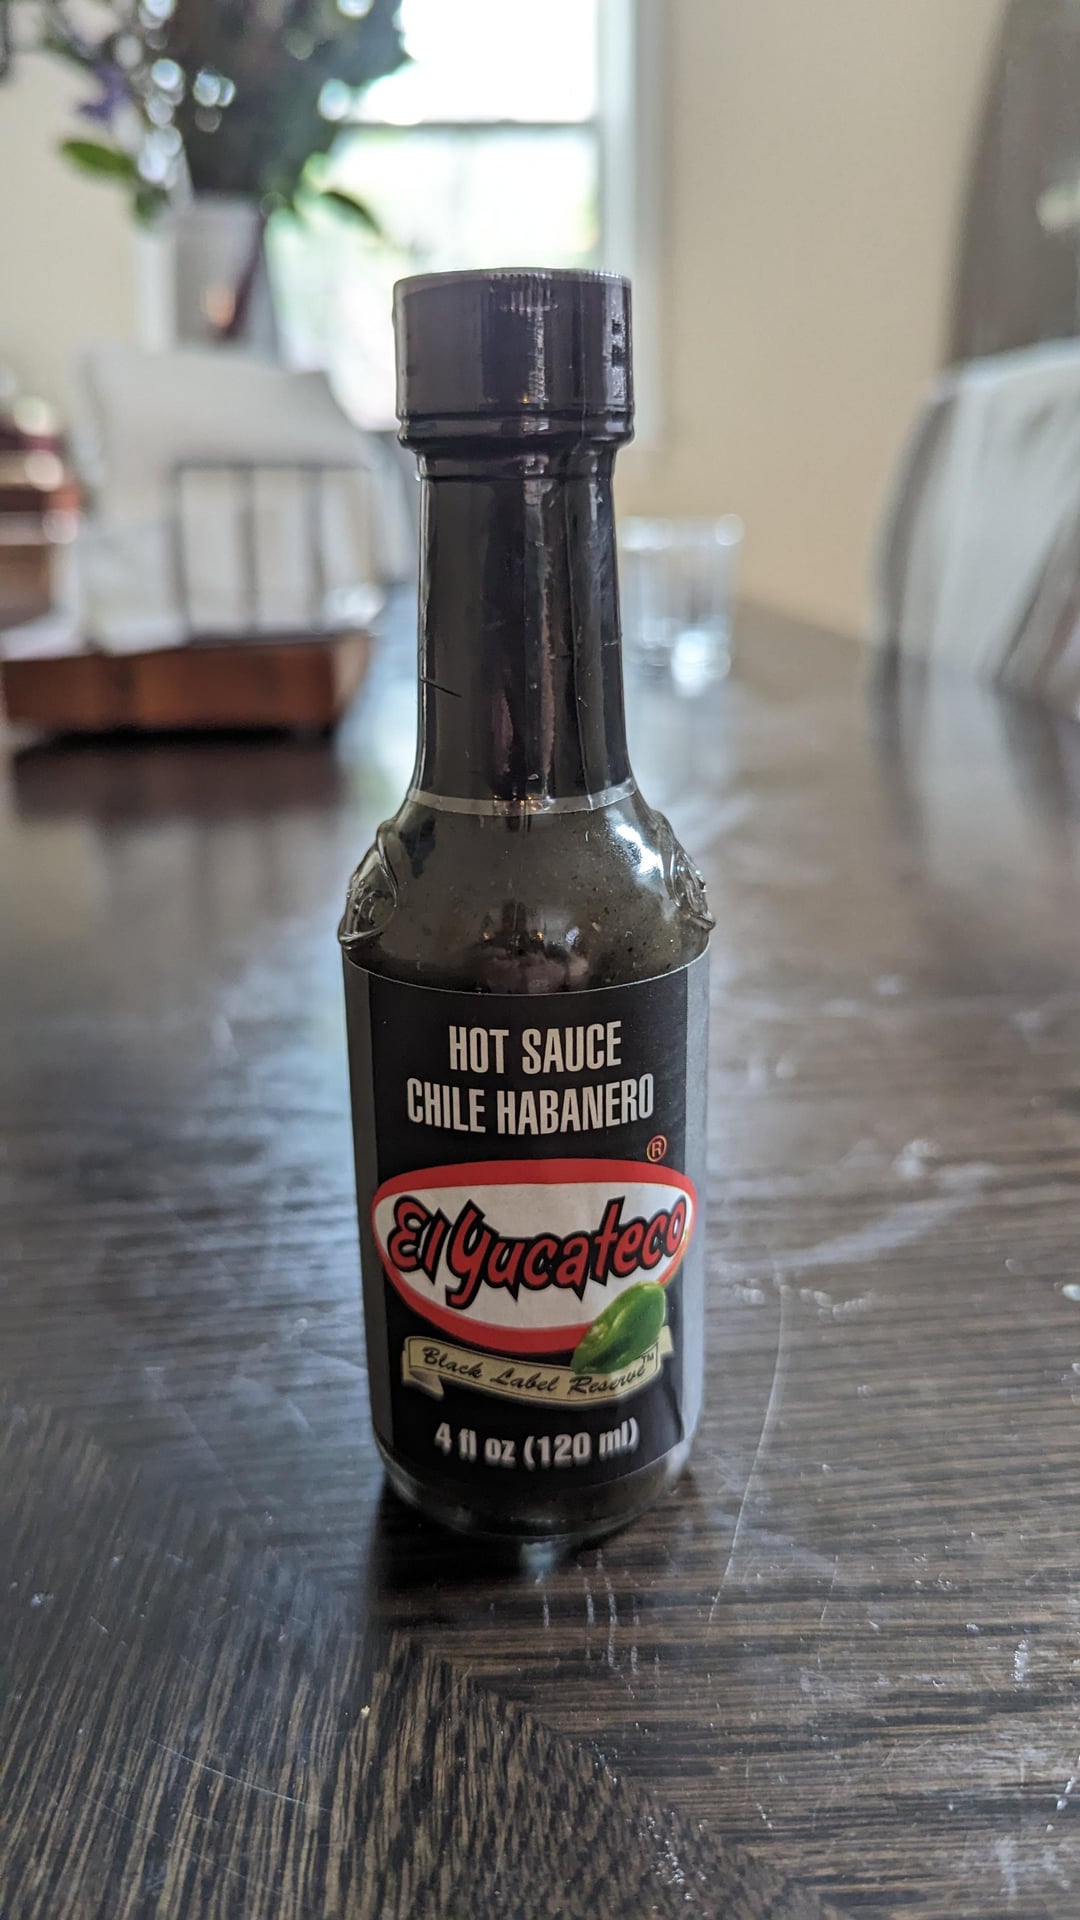 HOT SAUCE
CHILE HABANERO
®
El Yucateco
Black Label Reserve™
4 fl oz (120 ml)